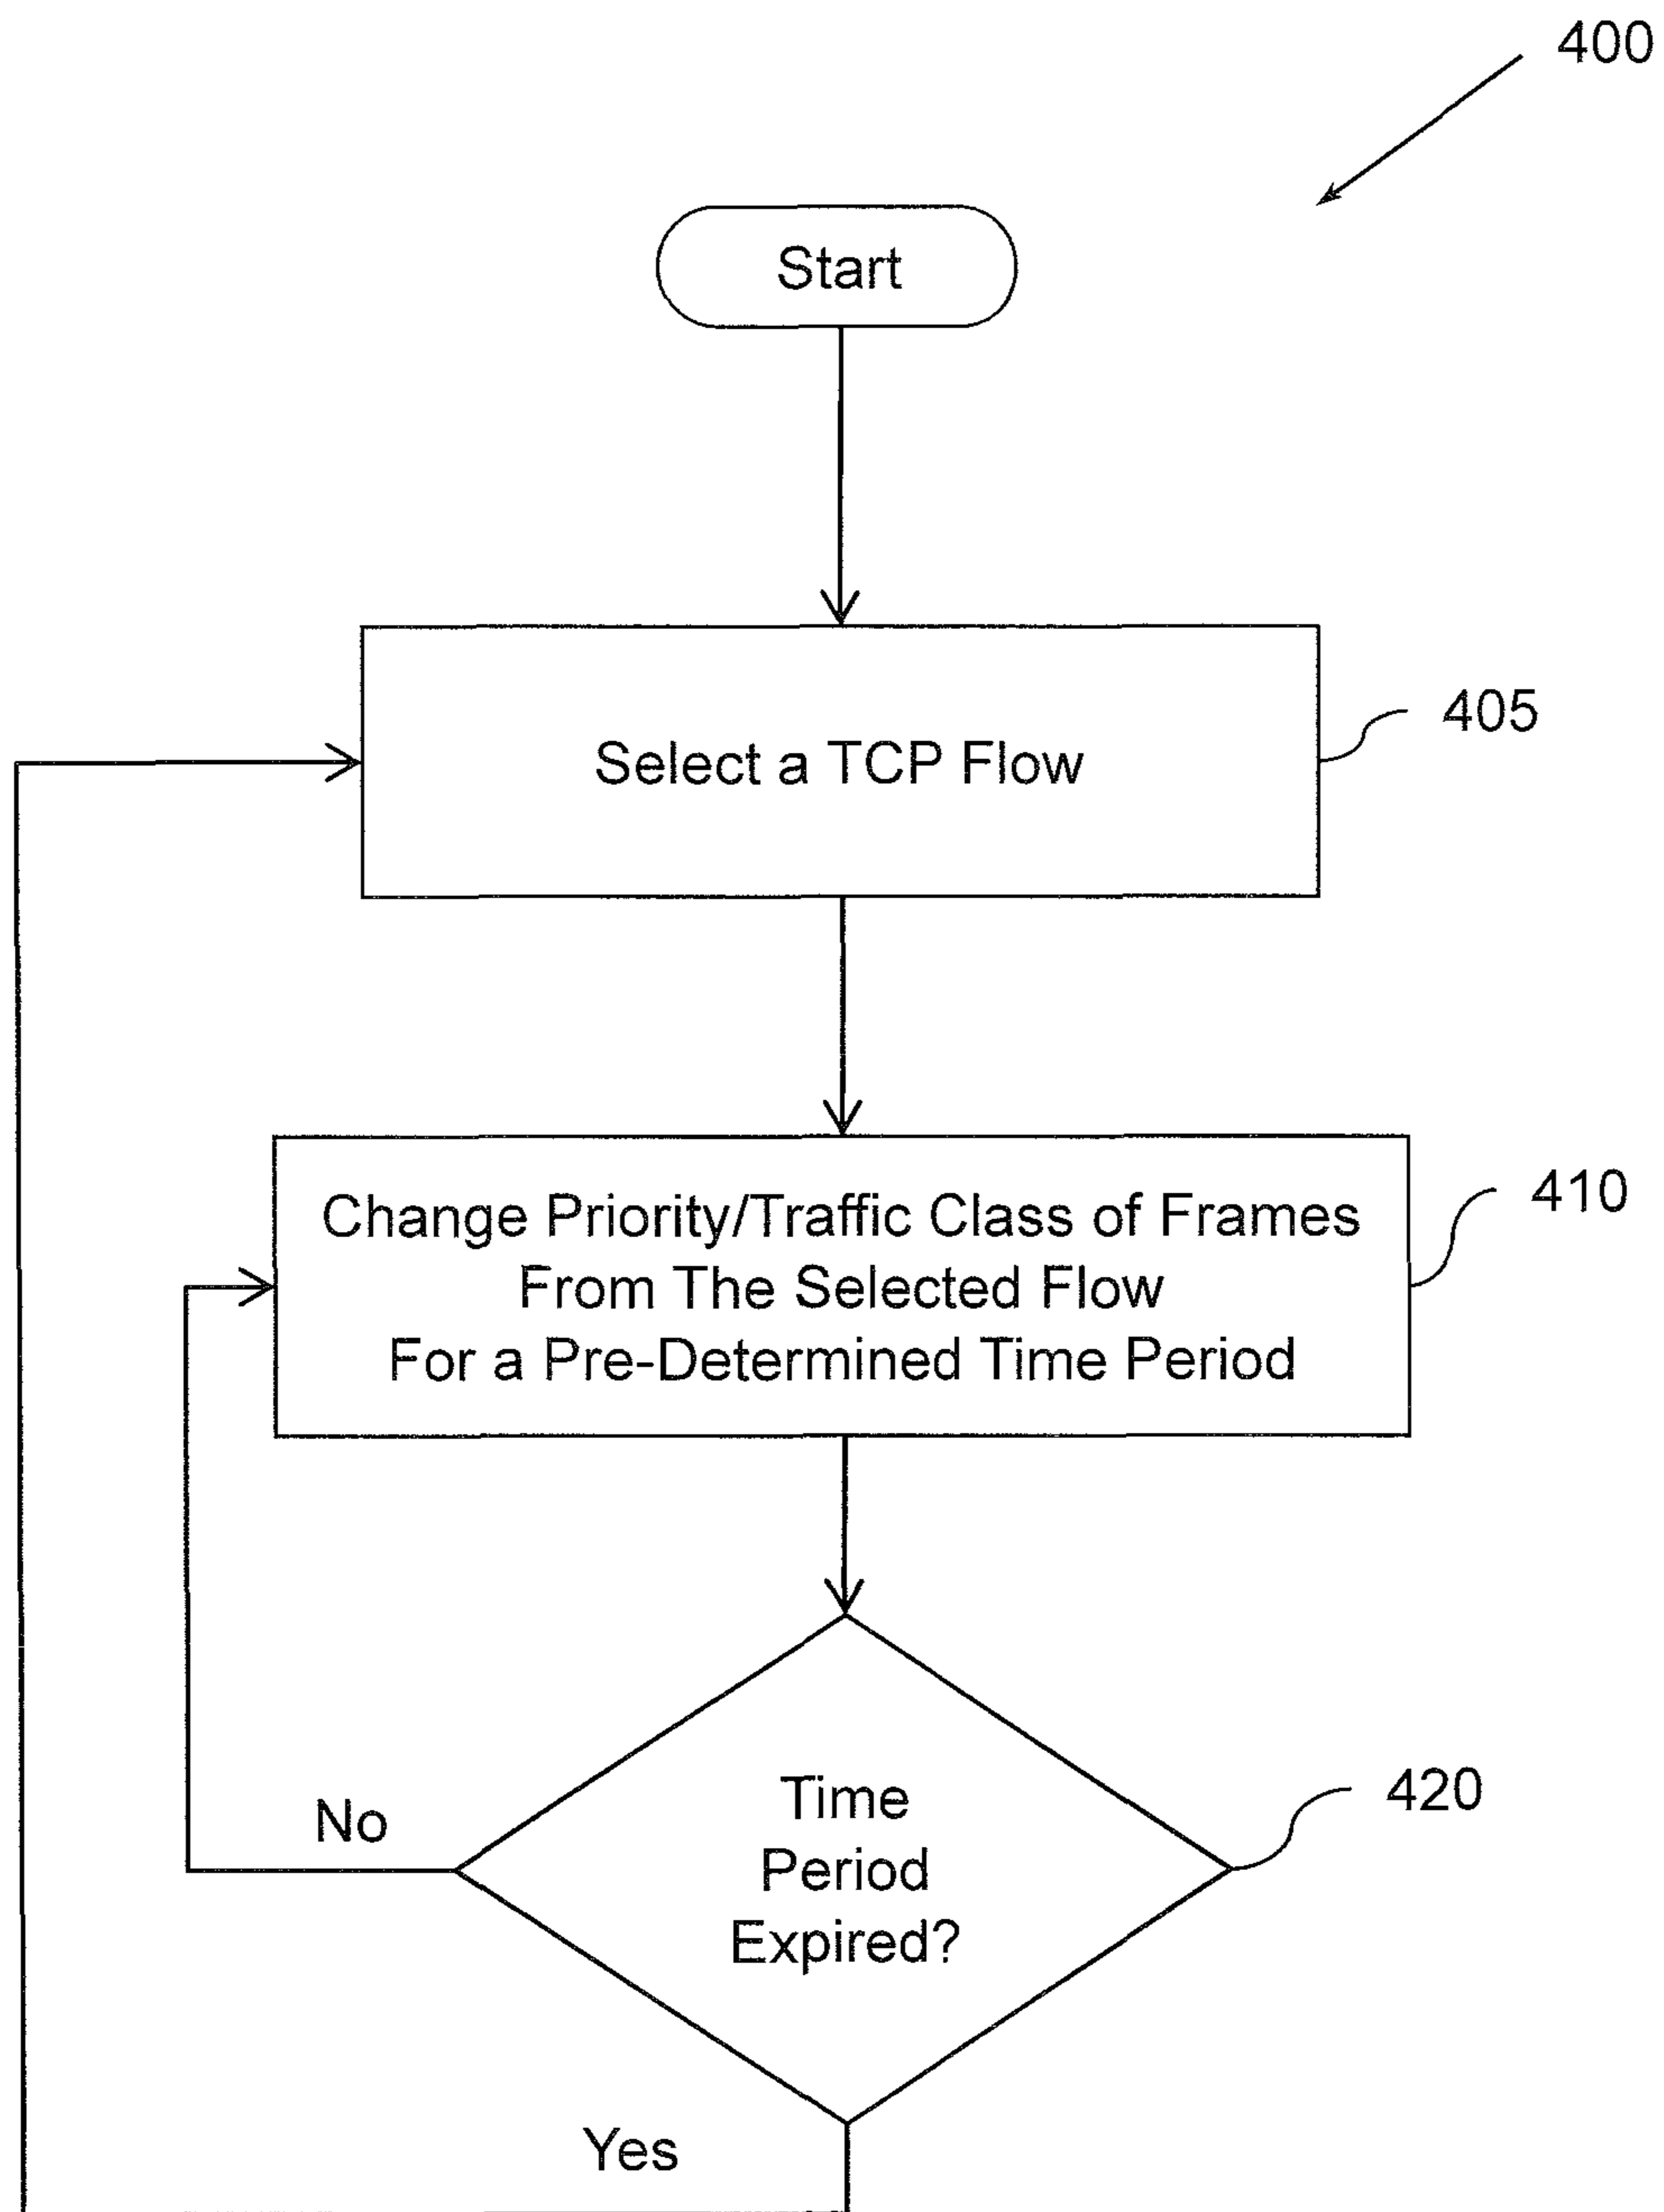 400
Start
Select a TCP Flow
405
Change Priority/Traffic Class of Frames
From The Selected Flow
For a Pre-Determined Time Period
410
Time
Period
Expired?
420
No
Yes